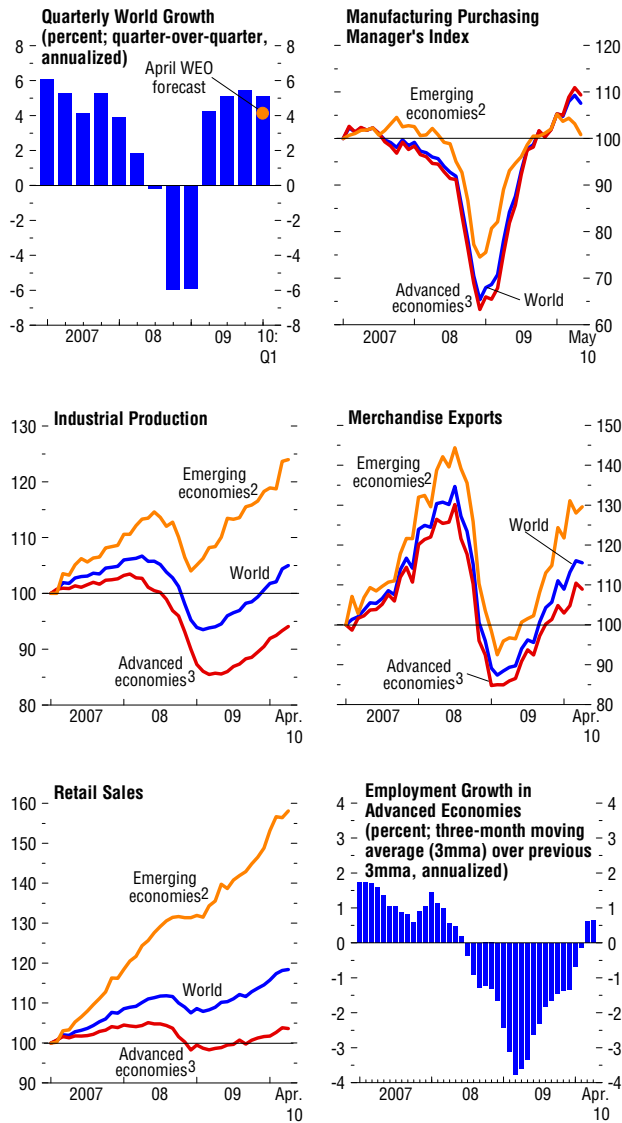 Quarterly World Growth
(percent; quarter-over-quarter,
annualized)
April WEO
forecast
8
6
4
2
0
-2
-4
-6
-8
8
6
4
2
0
-2
-4
-6
-8
2007 08 09 10:
Q1
Manufacturing Purchasing
Manager's Index
Emerging
economies2
Advanced
economies3
World
120
110
100
90
80
70
60
2007 08 09 May
10
Industrial Production
Emerging
economies2
World
Advanced
economies3
130
120
110
100
90
80
2007 08 09 Apr.
10
Merchandise Exports
Emerging
economies2
World
Advanced
economies3
150
140
130
120
110
100
90
80
2007 08 09 Apr.
10
Retail Sales
Emerging
economies2
World
Advanced
economies3
160
150
140
130
120
110
100
90
2007 08 09 Apr.
10
Employment Growth in
Advanced Economies
(percent; three-month moving
average (3mma) over previous
3mma, annualized)
4
3
2
1
0
-1
-2
-3
-4
4
3
2
1
0
-1
-2
-3
-4
2007 08 09 Apr.
10